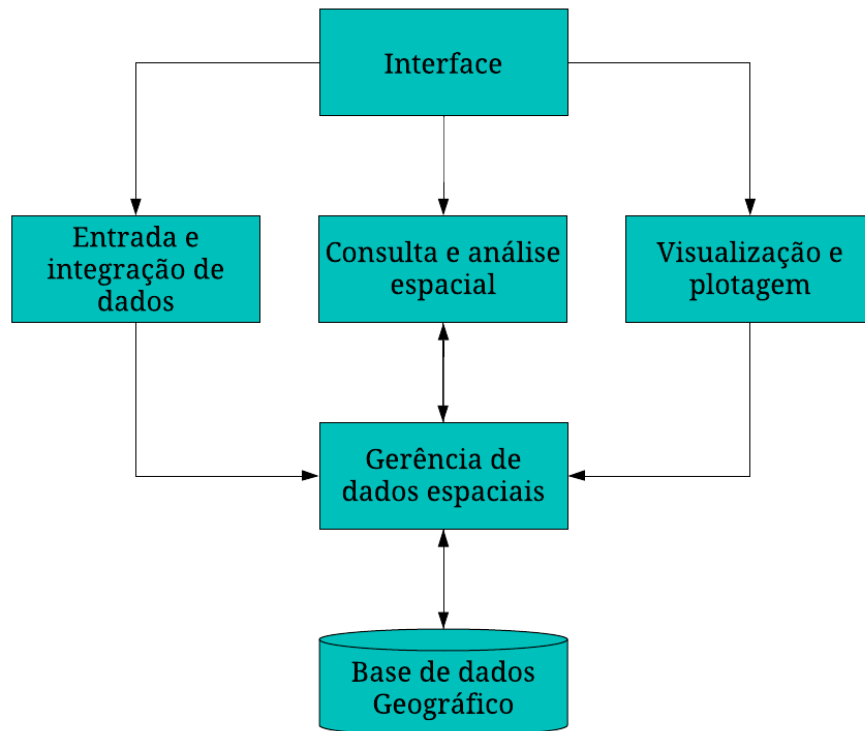 Interface
Entrada e
integração de
dados
Consulta e análise
espacial
Visualização e
plotagem
Gerência de
dados espaciais
Base de dados
Geográfico